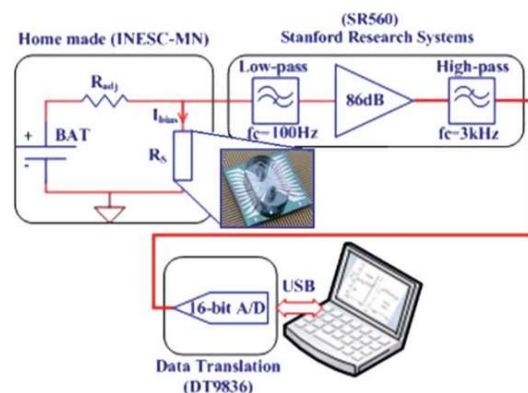 (SR560)
Home made (INESC-MN)
Stanford Research Systems
Low-pass
High-pass
Radj
86dB
Ibias
+
BAT
fc=100Hz
fc=3kHz
-
RS
USB
16-bit A/D
Data Translation
(DT9836)